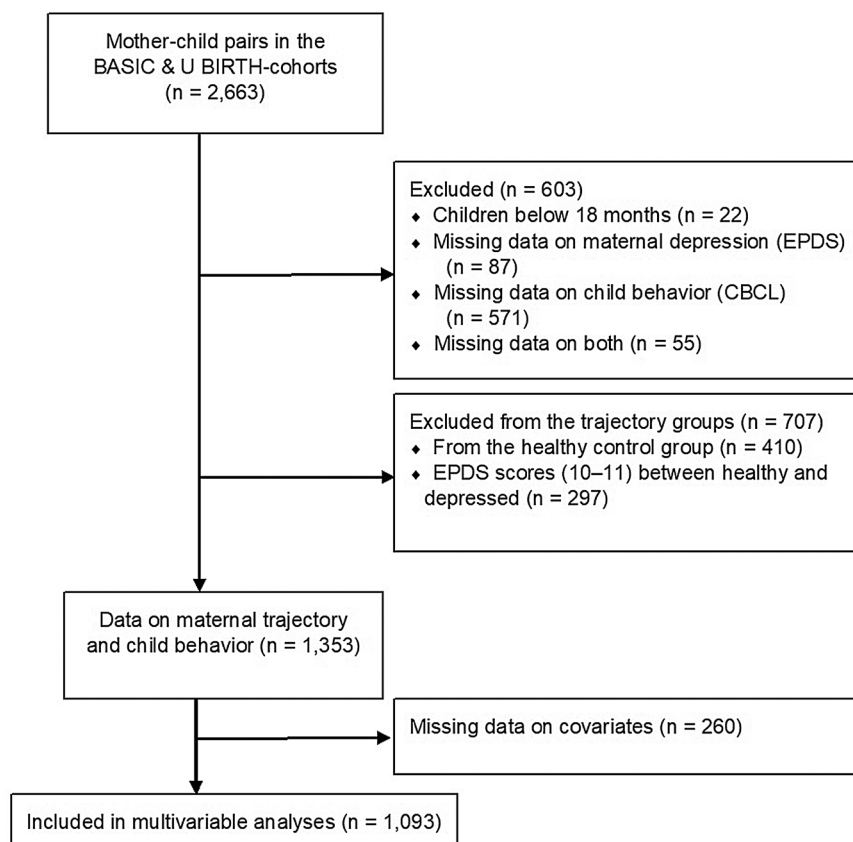 Mother-child pairs in the
BASIC & U BIRTH-cohorts
(n = 2,663)
Excluded (n = 603)
♦ Children below 18 months (n = 22)
♦ Missing data on maternal depression (EPDS)
(n = 87)
♦ Missing data on child behavior (CBCL)
(n = 571)
♦ Missing data on both (n = 55)
Excluded from the trajectory groups (n = 707)
♦ From the healthy control group (n = 410)
♦ EPDS scores (10–11) between healthy and
depressed (n = 297)
Data on maternal trajectory
and child behavior (n = 1,353)
Missing data on covariates (n = 260)
Included in multivariable analyses (n = 1,093)